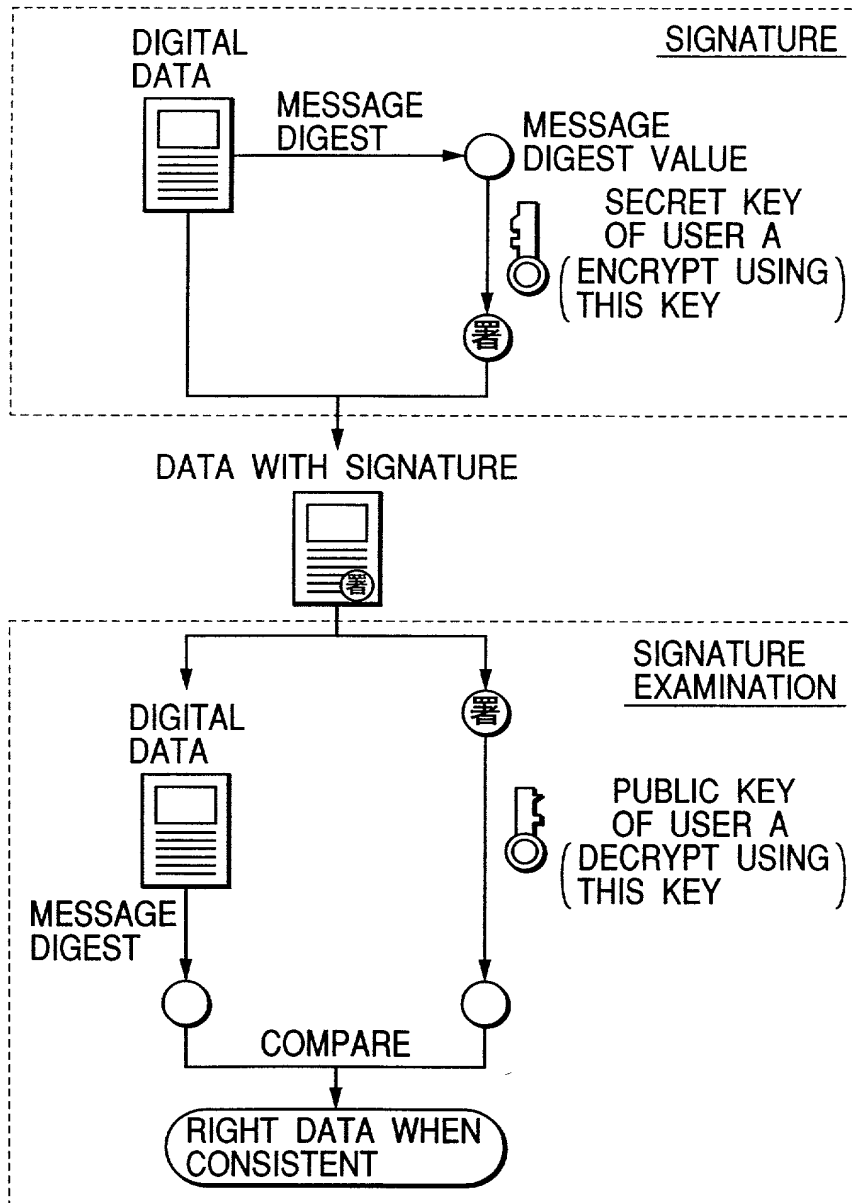 SIGNATURE
DIGITAL
DATA
MESSAGE
DIGEST
MESSAGE
DIGEST VALUE
SECRET KEY
OF USER A
(ENCRYPT USING
THIS KEY)
署
DATA WITH SIGNATURE
署
SIGNATURE
EXAMINATION
DIGITAL
DATA
署
PUBLIC KEY
OF USER A
(DECRYPT USING
THIS KEY)
MESSAGE
DIGEST
COMPARE
RIGHT DATA WHEN
CONSISTENT